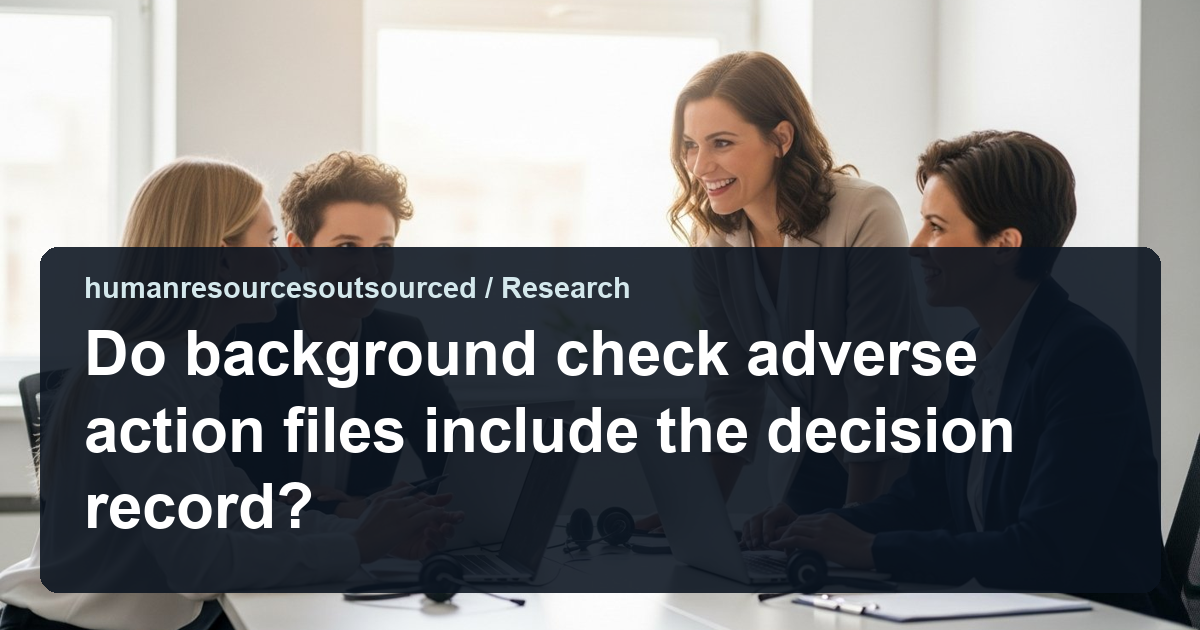 humanresourcesoutsourced / Research
Do background check adverse
action files include the decision
record?